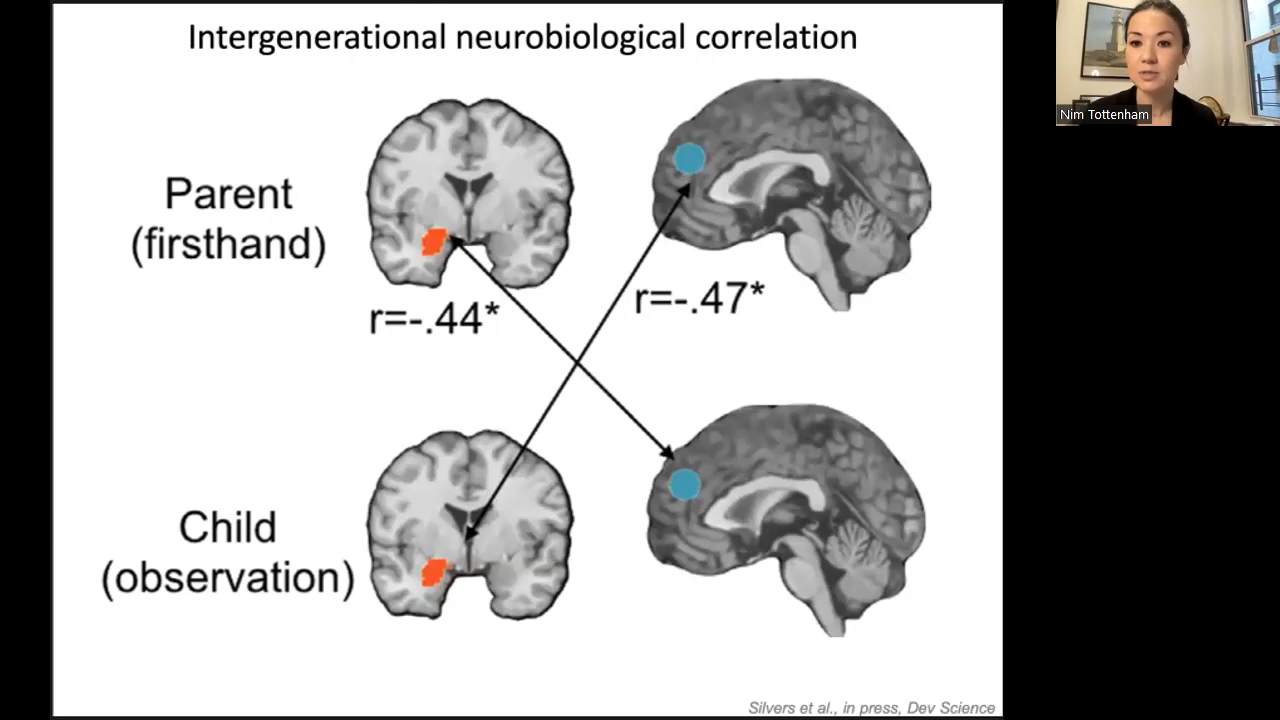 Intergenerational neurobiological correlation
Parent
(firsthand)
r=-.44*
r=-.47*
Child
(observation)
Silvers et al., in press, Dev Science
Nim Tottenham